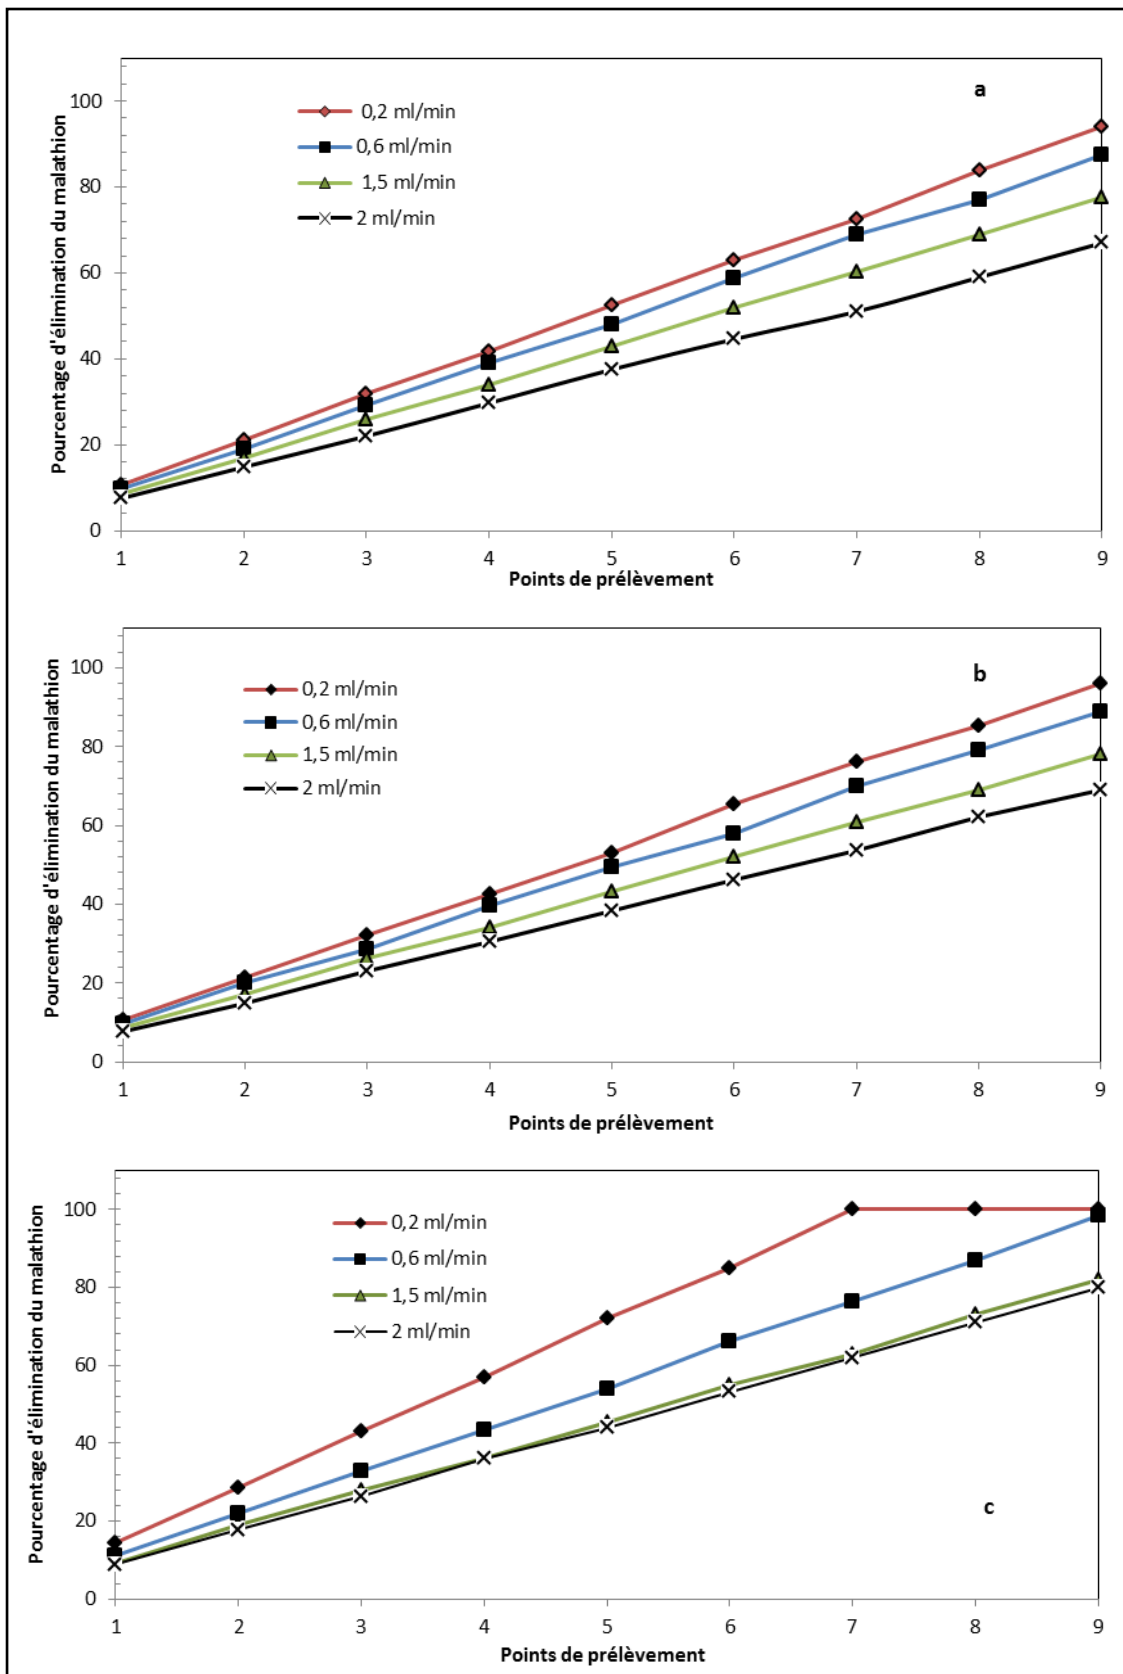 Pourcentage d'élimination du malathion
a
0,2 ml/min
0,6 ml/min
1,5 ml/min
2 ml/min
100
80
60
40
20
0
1 2 3 4 5 6 7 8 9
Points de prélèvement
Pourcentage d'élimination du malathion
b
0,2 ml/min
0,6 ml/min
1,5 ml/min
2 ml/min
100
80
60
40
20
0
1 2 3 4 5 6 7 8 9
Points de prélèvement
Pourcentage d'élimination du malathion
0,2 ml/min
0,6 ml/min
1,5 ml/min
2 ml/min
100
80
60
40
20
0
c
1 2 3 4 5 6 7 8 9
Points de prélèvement